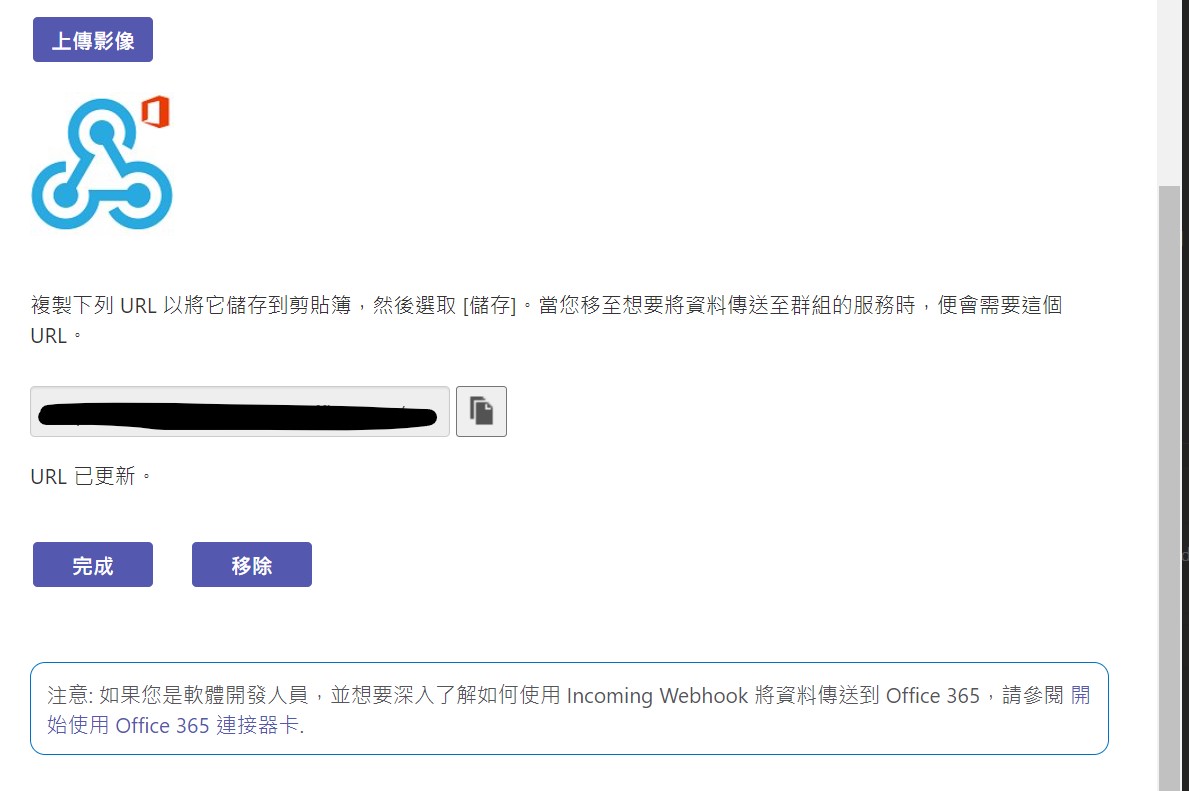 上傳影像
複製下列 URL 以將它儲存到剪貼簿，然後選取 [儲存]。當您移至想要將資料傳送至群組的服務時，便會需要這個
URL。
URL 已更新。
完成 移除
注意: 如果您是軟體開發人員，並想要深入了解如何使用 Incoming Webhook 將資料傳送到 Office 365，請參閱 開
始使用 Office 365 連接器卡.